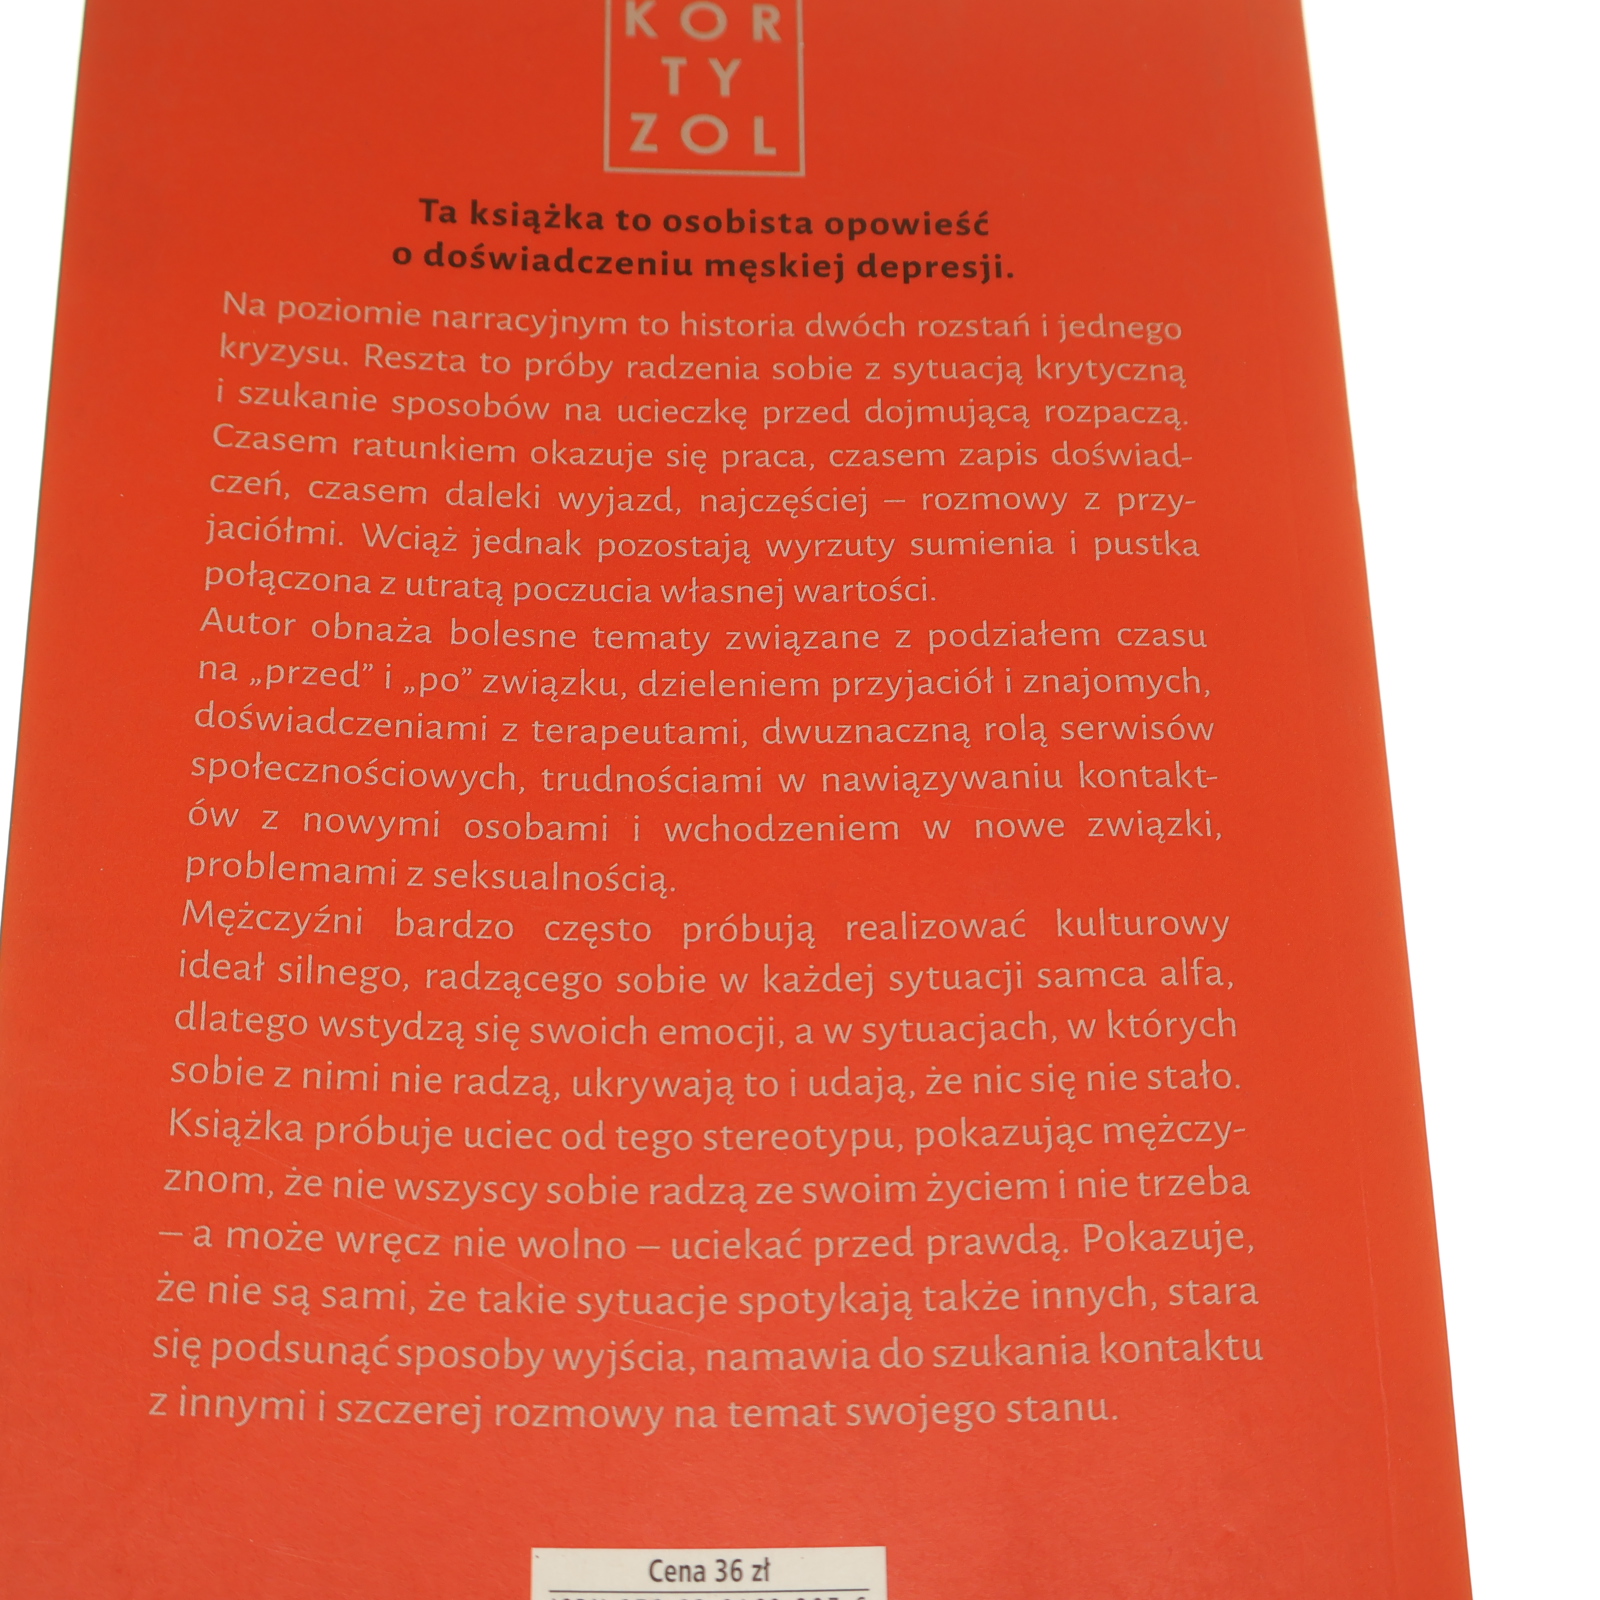 KOR
TY
ZOL
Ta książka to osobista opowieść
o doświadczeniu męskiej depresji.
Na poziomie narracyjnym to historia dwóch rozstań i jednego
kryzysu. Reszta to próby radzenia sobie z sytuacją krytyczną
i szukanie sposobów na ucieczkę przed dojmującą rozpaczą.
Czasem ratunkiem okazuje się praca, czasem zapis doświad-
czeń, czasem daleki wyjazd, najczęściej – rozmowy z przy-
jaciółmi. Wciąż jednak pozostają wyrzuty sumienia i pustka
połączona z utratą poczucia własnej wartości.
Autor obnaża bolesne tematy związane z podziałem czasu
na „przed” i „po” związku, dzieleniem przyjaciół i znajomych,
doświadczeniami z terapeutami, dwuznaczną rolą serwisów
społecznościowych, trudnościami w nawiązywaniu kontakt-
ów z nowymi osobami i wchodzeniem w nowe związki,
problemami z seksualnością.
Mężczyźni bardzo często próbują realizować kulturowy
ideał silnego, radzącego sobie w każdej sytuacji samca alfa,
dlatego wstydzą się swoich emocji, a w sytuacjach, w których
sobie z nimi nie radzą, ukrywają to i udają, że nic się nie stało.
Książka próbuje uciec od tego stereotypu, pokazując mężczy-
znom, że nie wszyscy sobie radzą ze swoim życiem i nie trzeba
– a może wręcz nie wolno – uciekać przed prawdą. Pokazuje,
że nie są sami, że takie sytuacje spotykają także innych, stara
się podsunąć sposoby wyjścia, namawia do szukania kontaktu
z innymi i szczerej rozmowy na temat swojego stanu.
Cena 36 zł